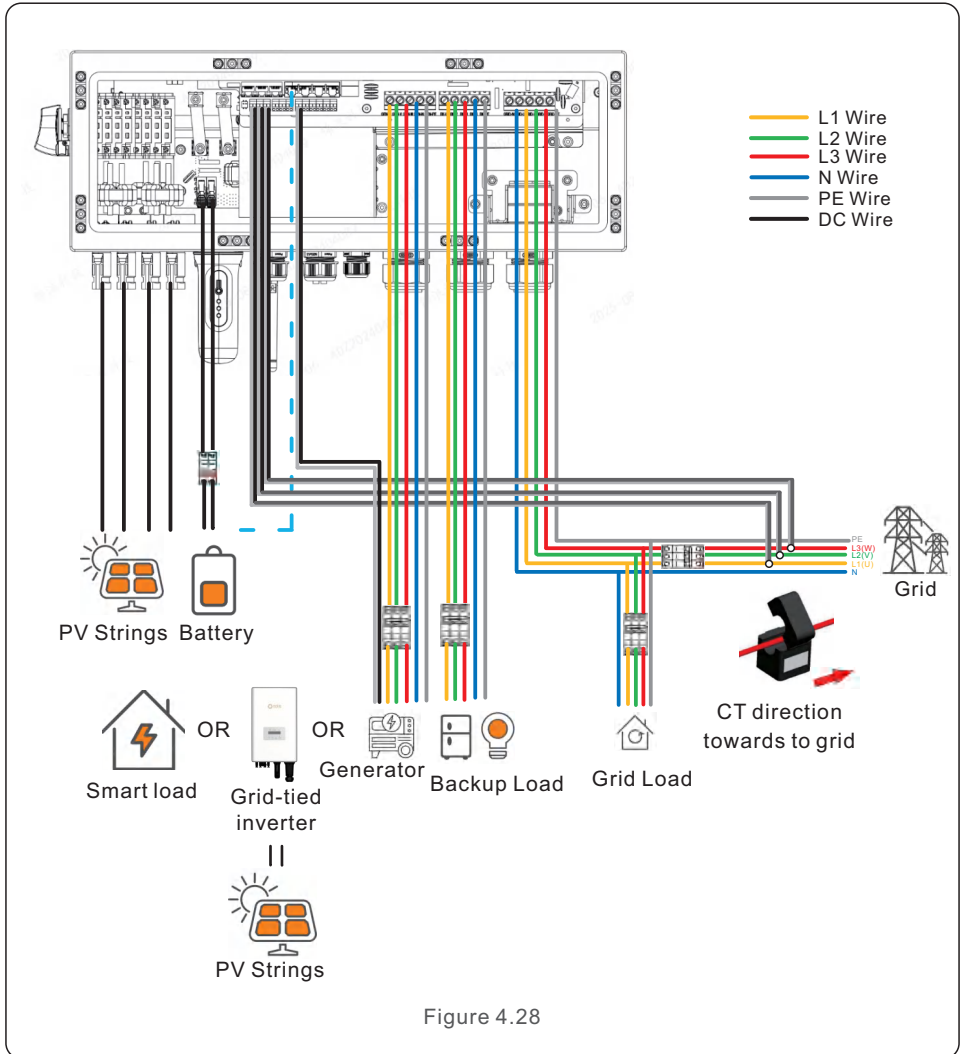 L1 Wire
L2 Wire
L3 Wire
N Wire
PE Wire
DC Wire
PE
L3(W)
L2(V)
L1(U)
N
Grid
PV Strings Battery
CT direction
towards to grid
Smart load
OR
Grid-tied
inverter
OR
Generator
Backup Load
Grid Load
PV Strings
Figure 4.28